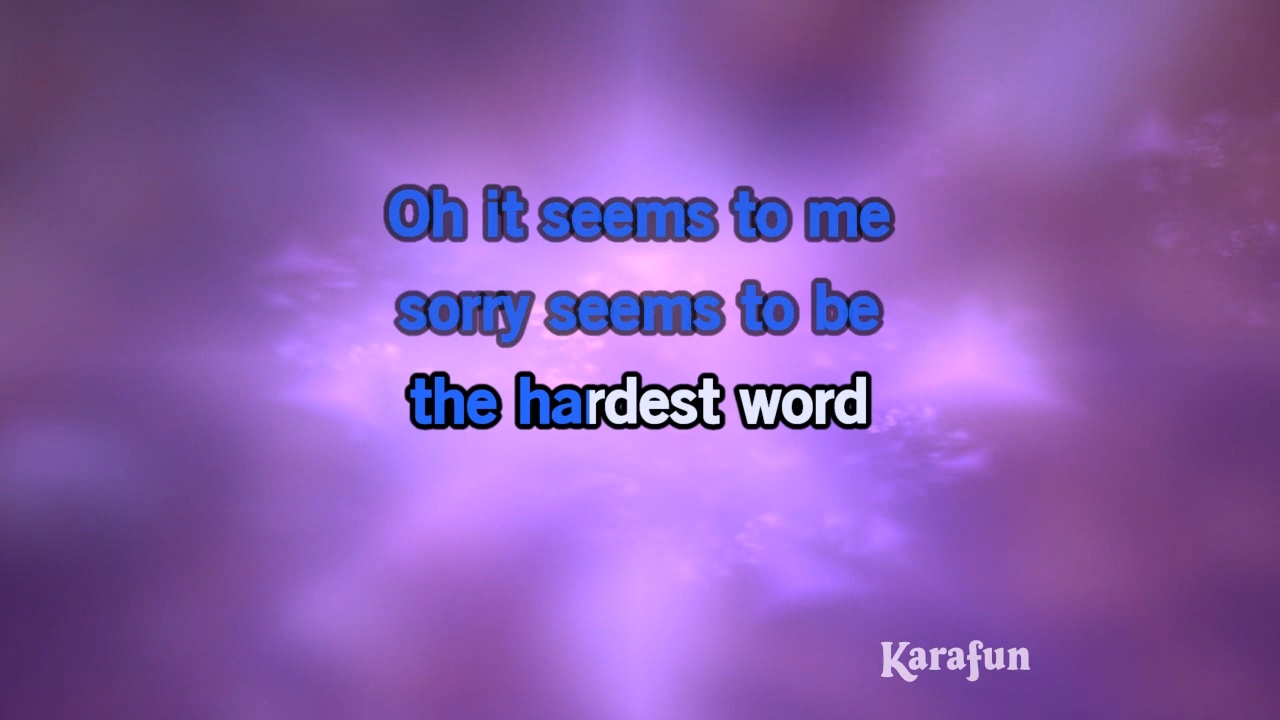 Oh it seems to me
sorry seems to be
the hardest word
Karafun